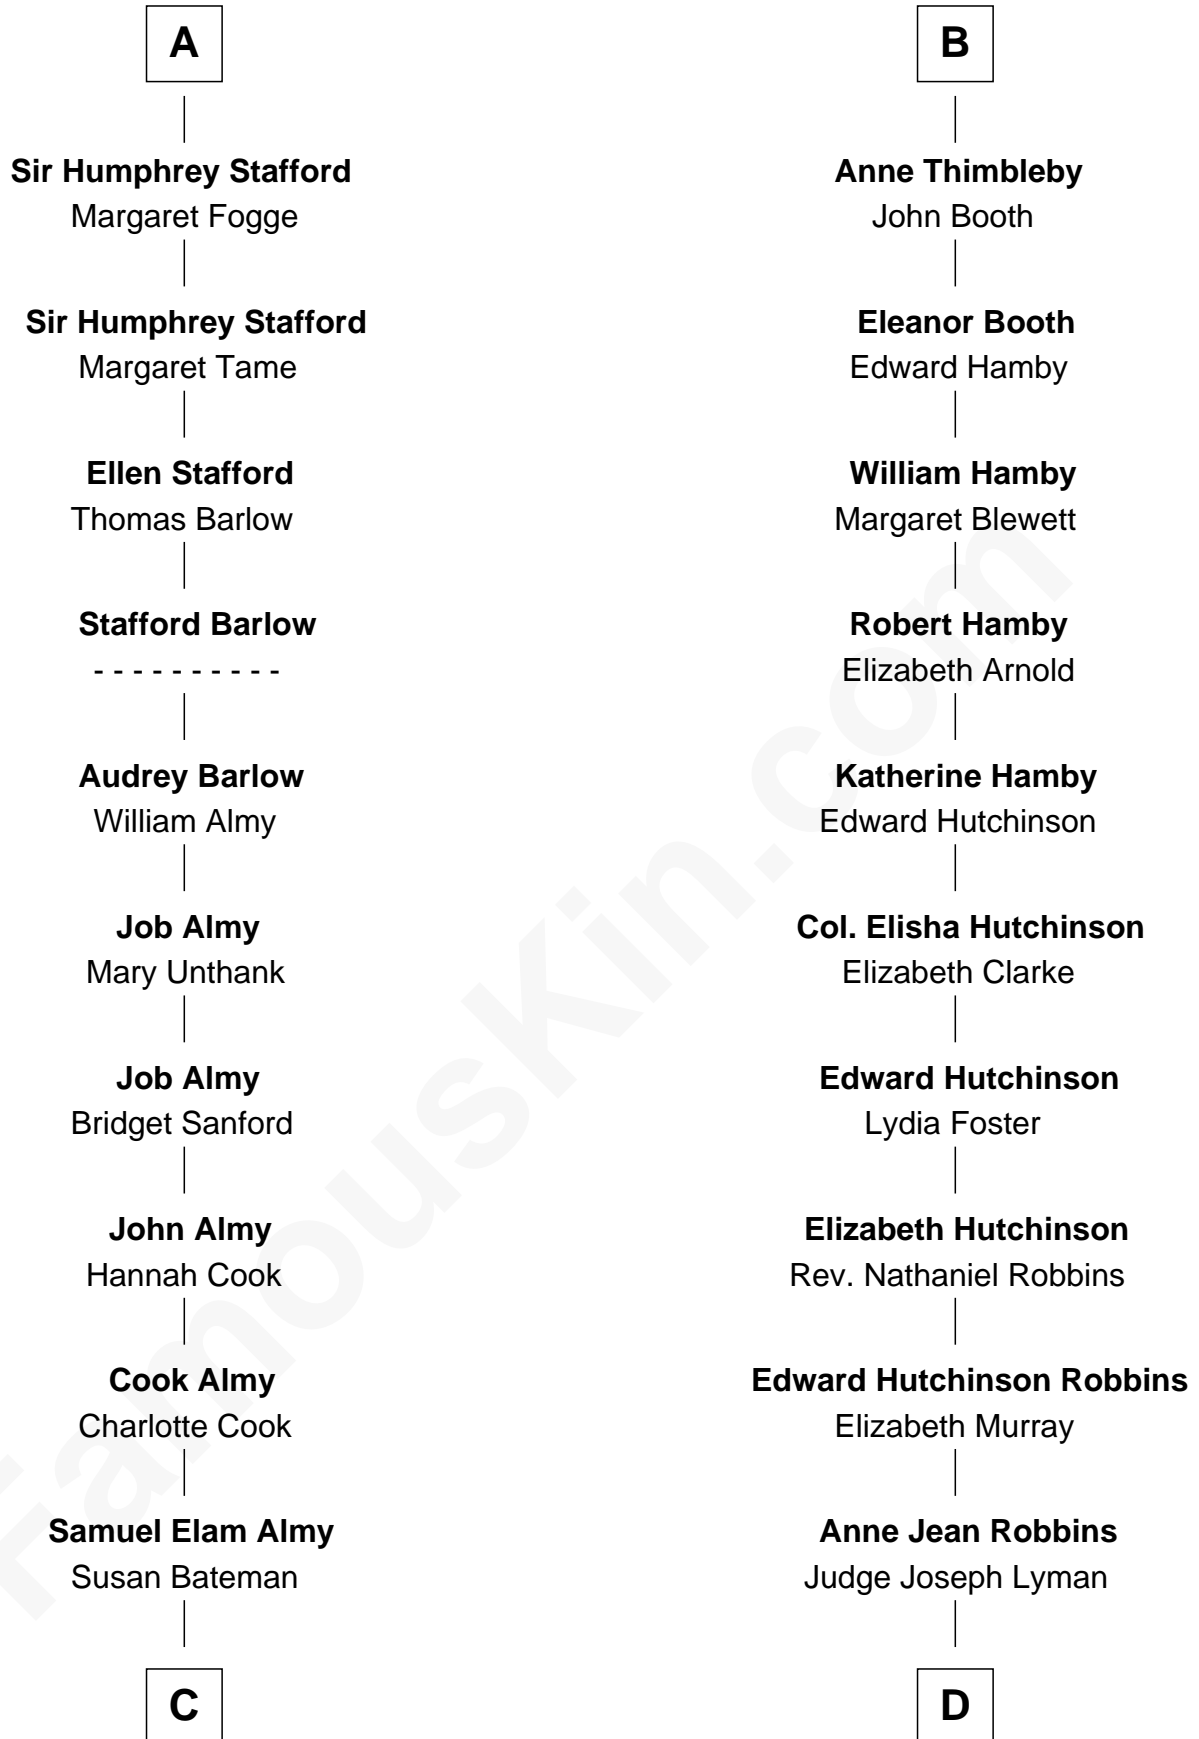 A
Sir Humphrey Stafford
Margaret Fogge
Sir Humphrey Stafford
Margaret Tame
Ellen Stafford
Thomas Barlow
Stafford Barlow
- - - - - - - - - -
Audrey Barlow
William Almy
Job Almy
Mary Unthank
Job Almy
Bridget Sanford
John Almy
Hannah Cook
Cook Almy
Charlotte Cook
Samuel Elam Almy
Susan Bateman
C
B
Anne Thimbleby
John Booth
Eleanor Booth
Edward Hamby
William Hamby
Margaret Blewett
Robert Hamby
Elizabeth Arnold
Katherine Hamby
Edward Hutchinson
Col. Elisha Hutchinson
Elizabeth Clarke
Edward Hutchinson
Lydia Foster
Elizabeth Hutchinson
Rev. Nathaniel Robbins
Edward Hutchinson Robbins
Elizabeth Murray
Anne Jean Robbins
Judge Joseph Lyman
D
FamousKin.com